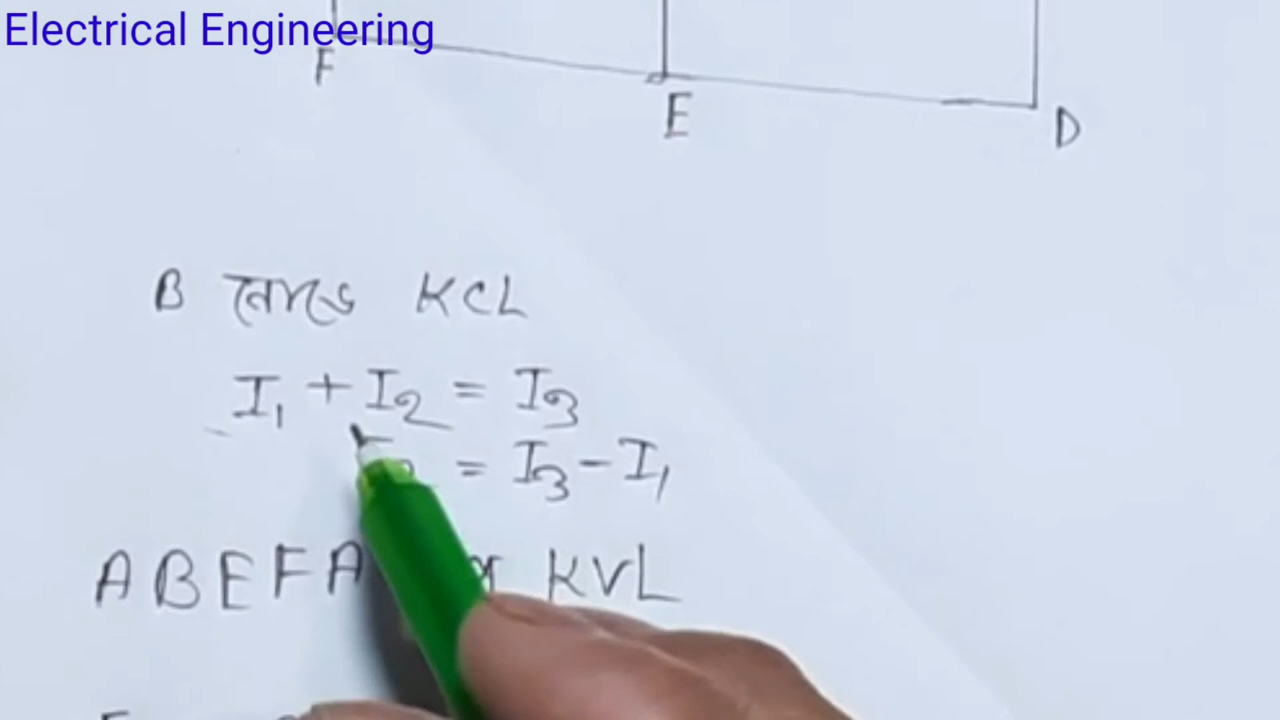 Electrical Engineering
F
E
D
B নোডে KCL
I₁ + I₂ = I₃
= I₃ - I₁
ABEFA KVL